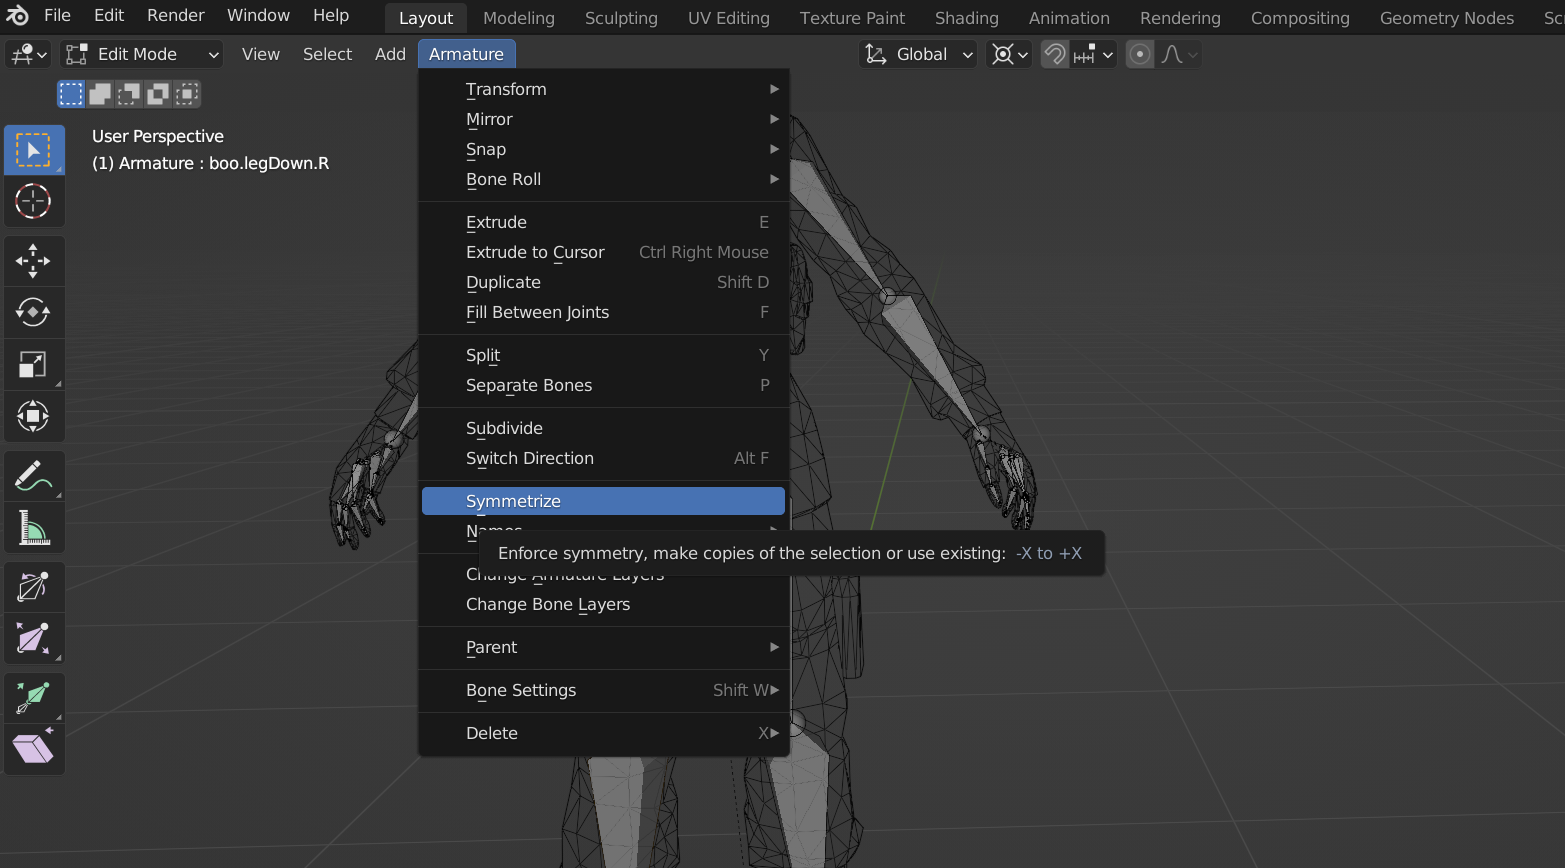 File Edit Render Window Help Layout Modeling Sculpting UV Editing Texture Paint Shading Animation Rendering Compositing Geometry Nodes Sc
Edit Mode View Select Add Armature Global
User Perspective
(1) Armature : boo.legDown.R
Transform
Mirror
Snap
Bone Roll
Extrude E
Extrude to Cursor Ctrl Right Mouse
Duplicate Shift D
Fill Between Joints F
Split Y
Separate Bones P
Subdivide
Switch Direction Alt F
Symmetrize
Names
Enforce symmetry, make copies of the selection or use existing: -X to +X
Change Armature Layers
Change Bone Layers
Parent
Bone Settings Shift W
Delete X